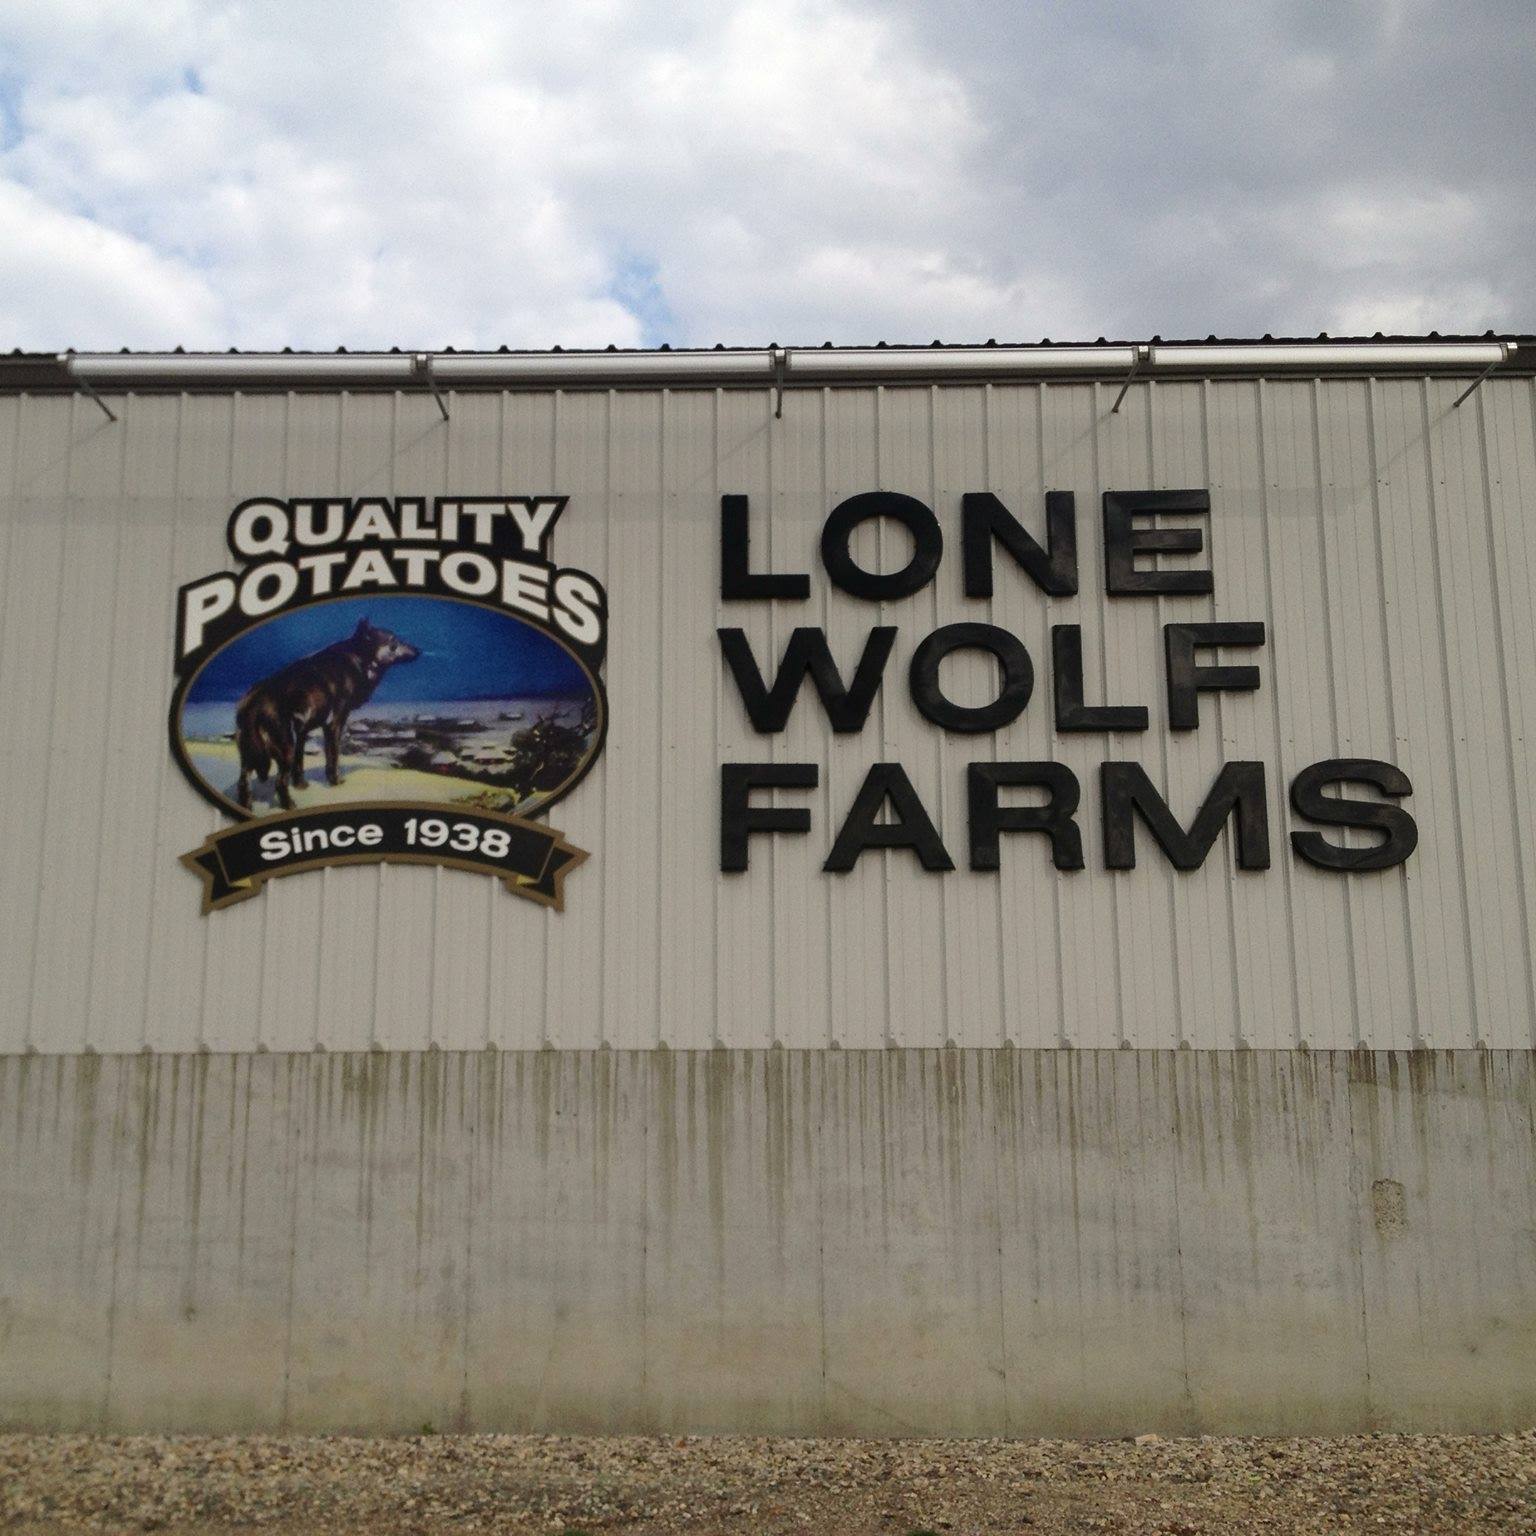 QUALITY
POTATOES
Since 1938
LONE
WOLF
FARMS